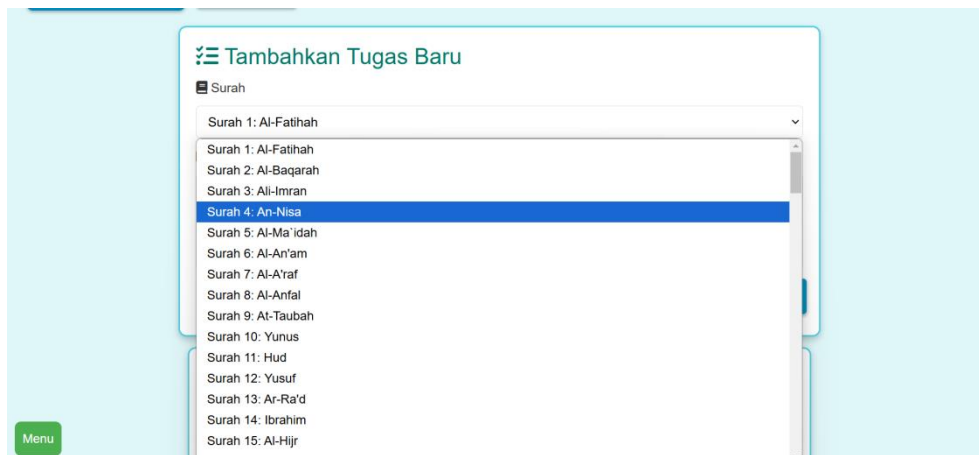 Tambahkan Tugas Baru
Surah
Surah 1: Al-Fatihah
Surah 1: Al-Fatihah
Surah 2: Al-Baqarah
Surah 3: Ali-Imran
Surah 4: An-Nisa
Surah 5: Al-Ma`idah
Surah 6: Al-An'am
Surah 7: Al-A'raf
Surah 8: Al-Anfal
Surah 9: At-Taubah
Surah 10: Yunus
Surah 11: Hud
Surah 12: Yusuf
Surah 13: Ar-Ra'd
Surah 14: Ibrahim
Surah 15: Al-Hijr
Menu